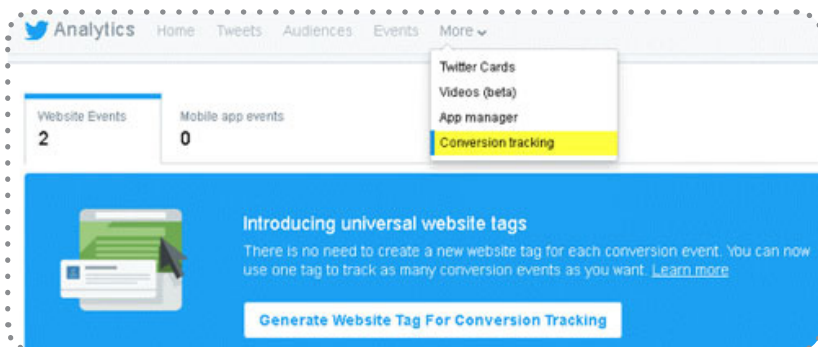 Analytics Home Tweets Audiences Events More
Twitter Cards
Videos (beta)
App manager
Conversion tracking
Website Events
2
Mobile app events
0
Introducing universal website tags
There is no need to create a new website tag for each conversion event. You can now
use one tag to track as many conversion events as you want. Learn more
Generate Website Tag For Conversion Tracking